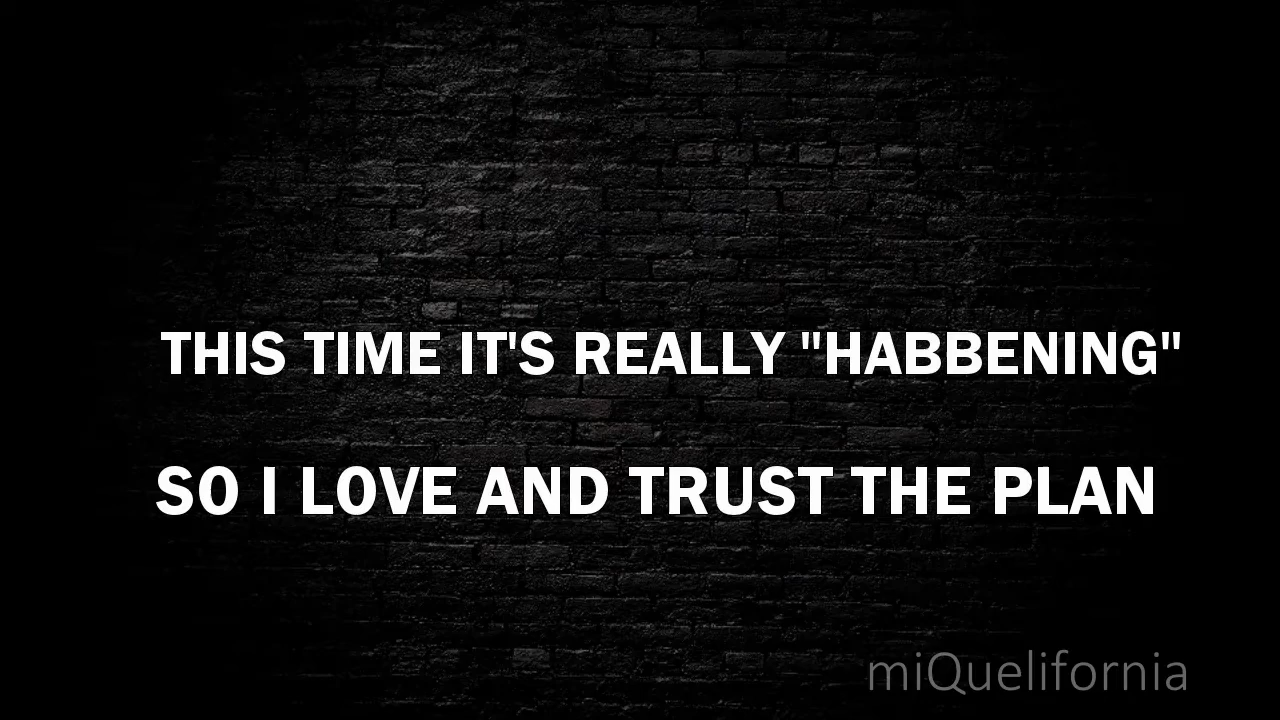 THIS TIME IT'S REALLY "HABBENING"
SO I LOVE AND TRUST THE PLAN
miQuelifornia